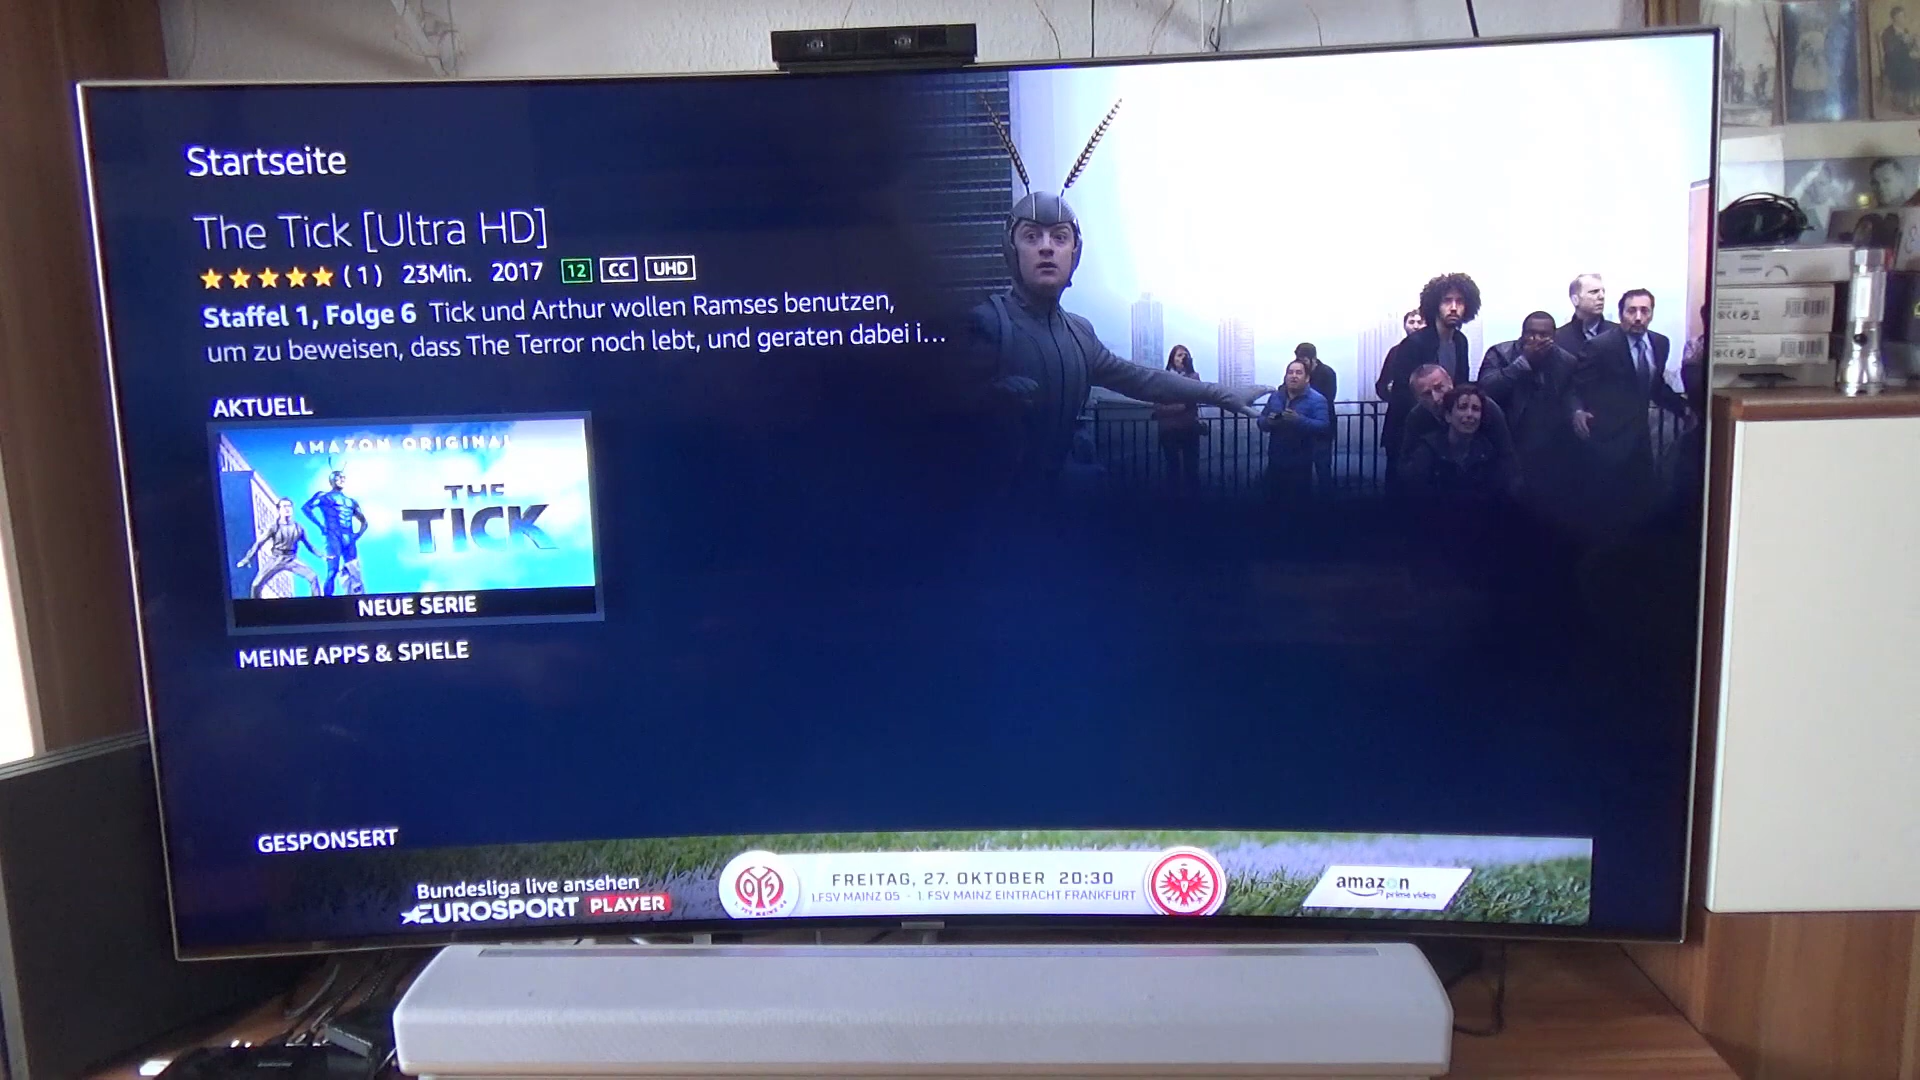 Startseite
The Tick [Ultra HD]
(1) 23Min. 2017 12 CC UHD
Staffel 1, Folge 6 Tick und Arthur wollen Ramses benutzen,
um zu beweisen, dass The Terror noch lebt, und geraten dabei i...
AKTUELL
AMAZON ORIGINAL
THE
TICK
NEUE SERIE
MEINE APPS & SPIELE
GESPONSERT
Bundesliga live ansehen
EUROSPORT PLAYER
FREITAG, 27. OKTOBER 20:30
1.FSV MAINZ 05 - 1. FSV MAINZ EINTRACHT FRANKFURT
amazon
prime video